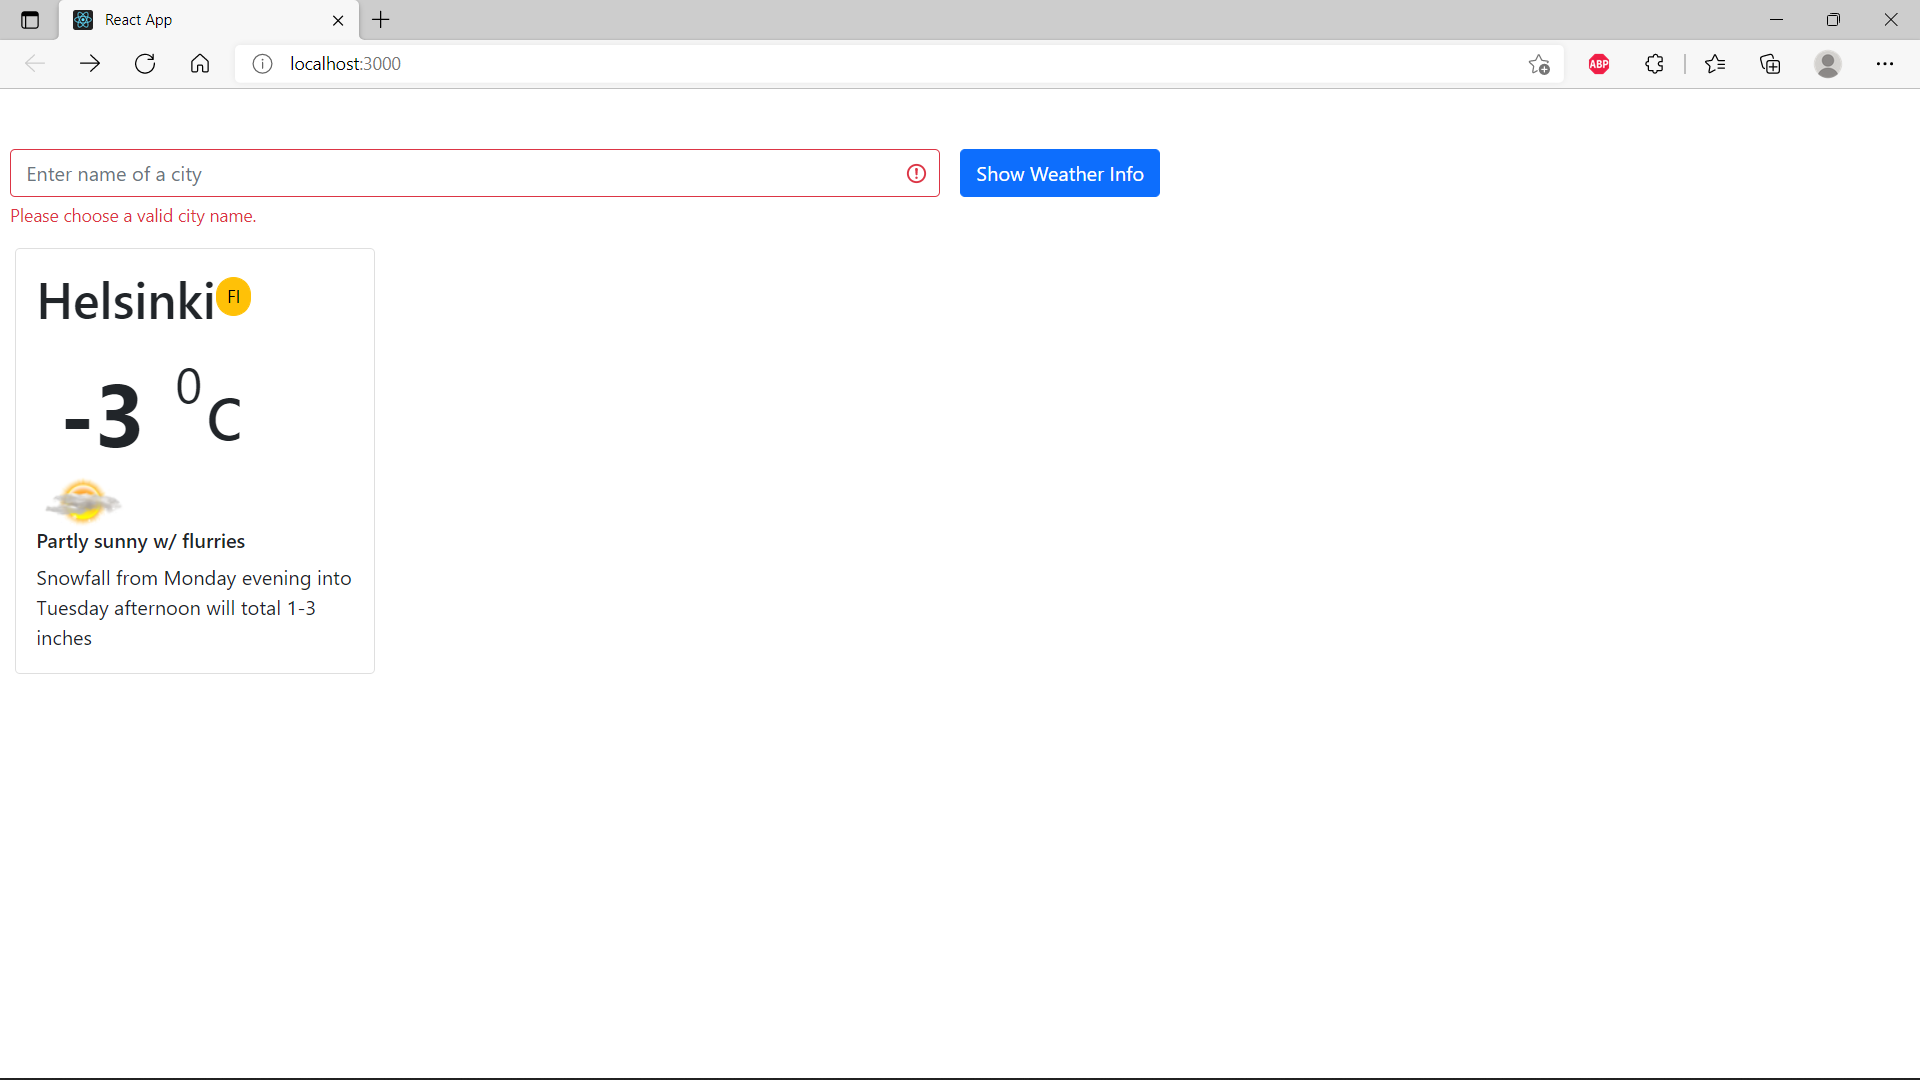 React App
localhost:3000
ABP
Enter name of a city
Show Weather Info
Please choose a valid city name.
Helsinki FI
-3 0C
Partly sunny w/ flurries
Snowfall from Monday evening into
Tuesday afternoon will total 1-3
inches